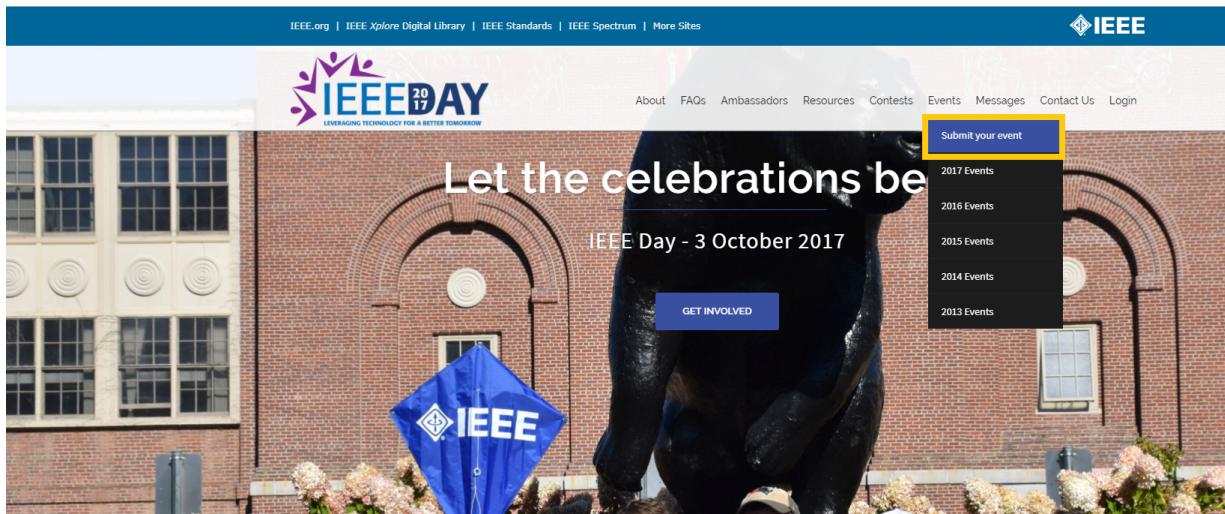 IEEE.org | IEEE Xplore Digital Library | IEEE Standards | IEEE Spectrum | More Sites
IEEE
IEEE 2017 DAY
LEVERAGING TECHNOLOGY FOR A BETTER TOMORROW
About FAQs Ambassadors Resources Contests Events Messages Contact Us Login
Submit your event
2017 Events
2016 Events
2015 Events
2014 Events
2013 Events
Let the celebrations be
IEEE Day - 3 October 2017
GET INVOLVED
IEEE